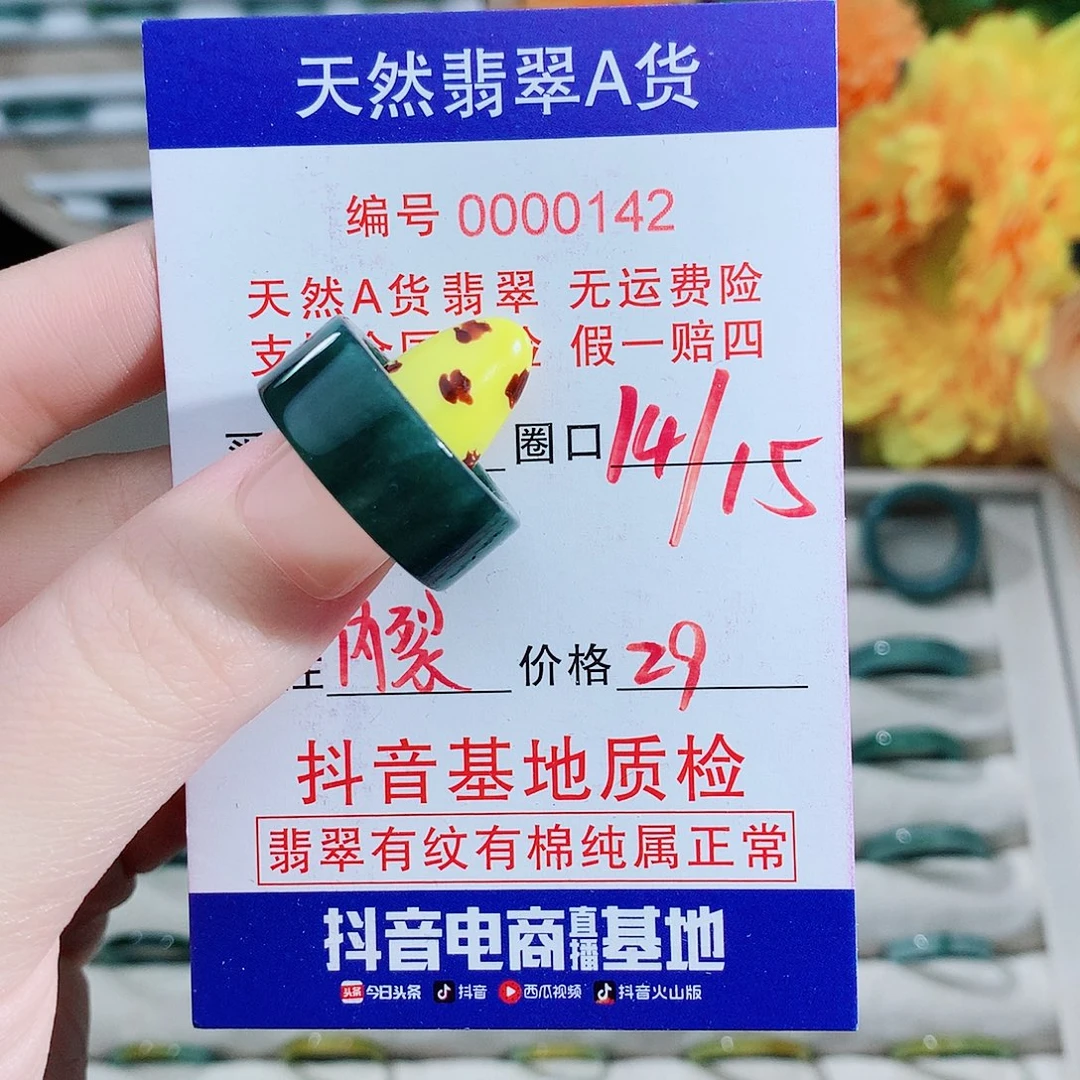 天然翡翠A货
编号 0000142
天然A货翡翠 无运费险
支 假一赔四
圈口 14/15
内裂 价格 29
抖音基地质检
翡翠有纹有棉纯属正常
抖音电商直播基地
头条 今日头条 抖音 西瓜视频 抖音火山版